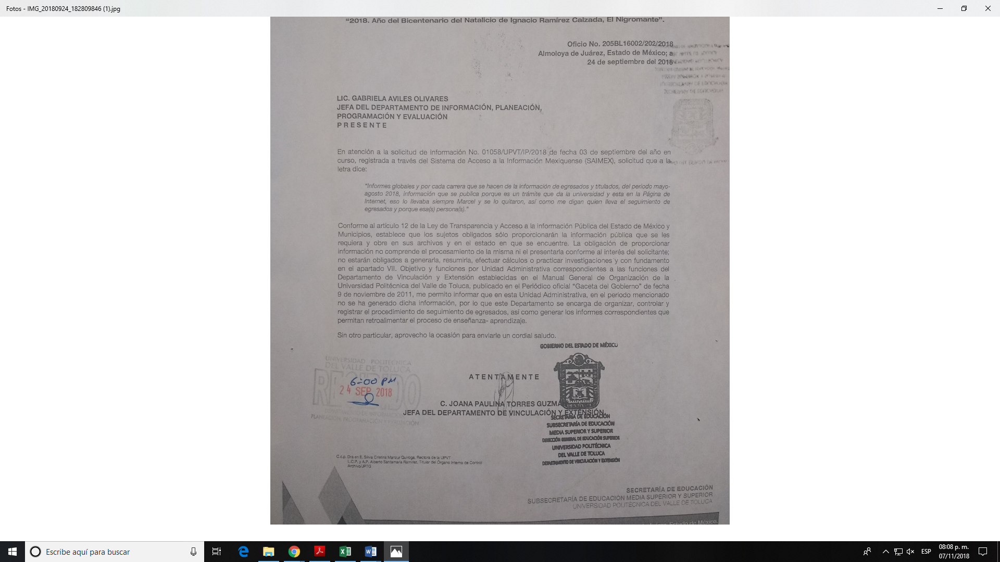 Fotos - IMG_20180924_182809846 (1).jpg
“2018. Año del Bicentenario del Natalicio de Ignacio Ramírez Calzada, El Nigromante”.
Oficio No. 205BL16002/202/2018
Almoloya de Juárez, Estado de México; a
24 de septiembre del 2018
LIC. GABRIELA AVILES OLIVARES
JEFA DEL DEPARTAMENTO DE INFORMACIÓN, PLANEACIÓN,
PROGRAMACIÓN Y EVALUACIÓN
P R E S E N T E
En atención a la solicitud de información No. 01058/UPVT/IP/2018 de fecha 03 de septiembre del año en
curso, registrada a través del Sistema de Acceso a la Información Mexiquense (SAIMEX), solicitud que a la
letra dice:
“Informes globales y por cada carrera que se hacen de la información de egresados y titulados, del periodo mayo-
agosto 2018, información que se publica porque es un trámite que da la universidad y esta en la Página de
Internet, eso lo llevaba siempre Marcel y se lo quitaron, así como me digan quien lleva el seguimiento de
egresados y porque esa(s) persona(s).”
Conforme al artículo 12 de la Ley de Transparencia y Acceso a la información Pública del Estado de México y
Municipios, establece que los sujetos obligados sólo proporcionarán la información pública que se les
requiera y obre en sus archivos y en el estado en que se encuentre. La obligación de proporcionar
información no comprende el procesamiento de la misma ni el presentarla conforme al interés del solicitante;
no estarán obligados a generarla, resumirla, efectuar cálculos o practicar investigaciones y con fundamento
en el apartado VII. Objetivo y funciones por Unidad Administrativa correspondientes a las funciones del
Departamento de Vinculación y Extensión establecidas en el Manual General de Organización de la
Universidad Politécnica del Valle de Toluca, publicado en el Periódico oficial “Gaceta del Gobierno” de fecha
9 de noviembre de 2011, me permito informar que en esta Unidad Administrativa, en el periodo mencionado
no se ha generado dicha información, por lo que este Departamento se encarga de organizar, controlar y
registrar el procedimiento de seguimiento de egresados, así como generar los informes correspondientes que
permitan retroalimentar el proceso de enseñanza- aprendizaje.
Sin otro particular, aprovecho la ocasión para enviarle un cordial saludo.
GOBIERNO DEL ESTADO DE MÉXICO
UNIVERSIDAD POLITÉCNICA
DEL VALLE DE TOLUCA
RECIBIDO
6:00 PM
24 SEP 2018
DEPARTAMENTO DE INFORMACIÓN
PLANEACIÓN, PROGRAMACIÓN Y EVALUACIÓN
A T E N T A M E N T E
C. JOANA PAULINA TORRES GUZMÁ
JEFA DEL DEPARTAMENTO DE VINCULACIÓN Y EXTENSIÓN
SECRETARÍA DE EDUCACIÓN
SUBSECRETARÍA DE EDUCACIÓN
MEDIA SUPERIOR Y SUPERIOR
DIRECCIÓN GENERAL DE EDUCACIÓN SUPERIOR
UNIVERSIDAD POLITÉCNICA
DEL VALLE DE TOLUCA
DEPARTAMENTO DE VINCULACIÓN Y EXTENSIÓN
C.c.p. Dra en E. Silvia Cristina Manzur Quiroga, Rectora de la UPVT
L.C.P. y A.P. Alberto Santamaría Ramírez, Titular del Órgano Interno de Control
Archivo/JPTG
SECRETARÍA DE EDUCACIÓN
SUBSECRETARÍA DE EDUCACIÓN MEDIA SUPERIOR Y SUPERIOR
UNIVERSIDAD POLITÉCNICA DEL VALLE DE TOLUCA
Estado de México.
Escribe aquí para buscar
ESP
08:08 p. m.
07/11/2018